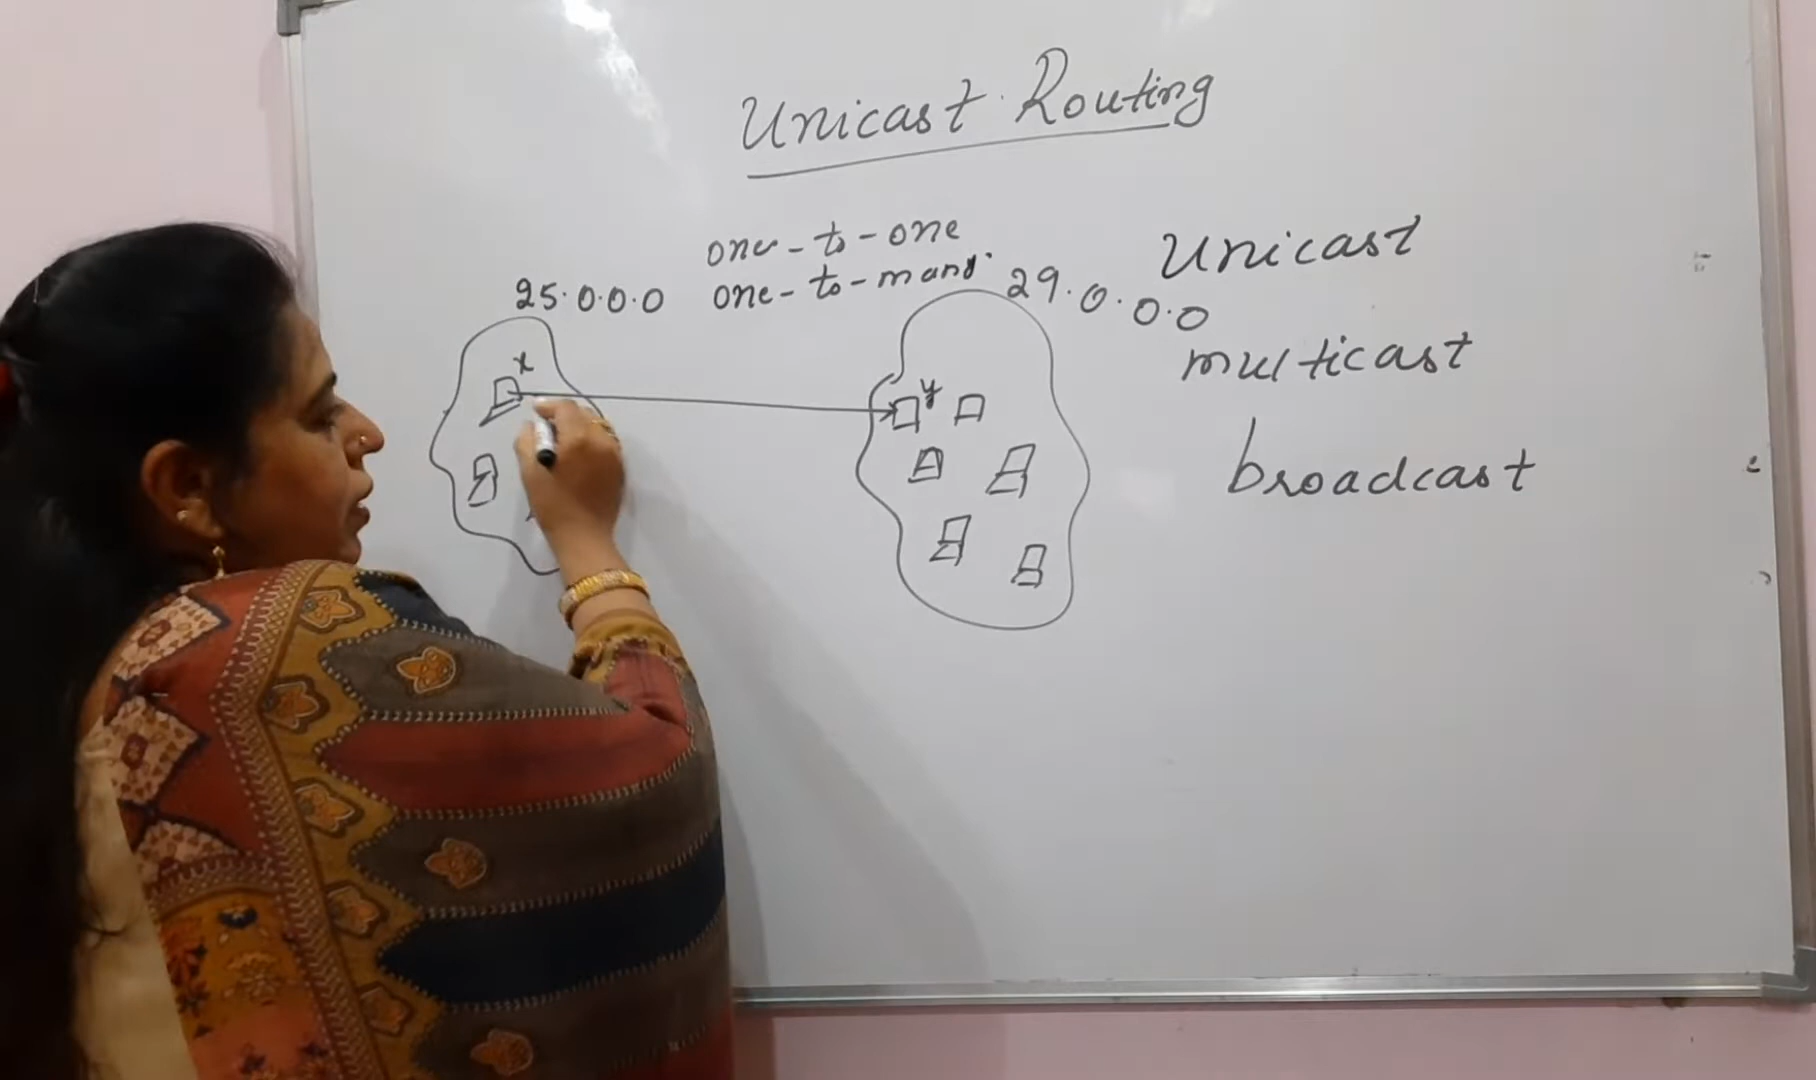 Unicast Routing
one-to-one
one-to-many
25.0.0.0
29.0.0.0
Unicast
multicast
broadcast
x
y